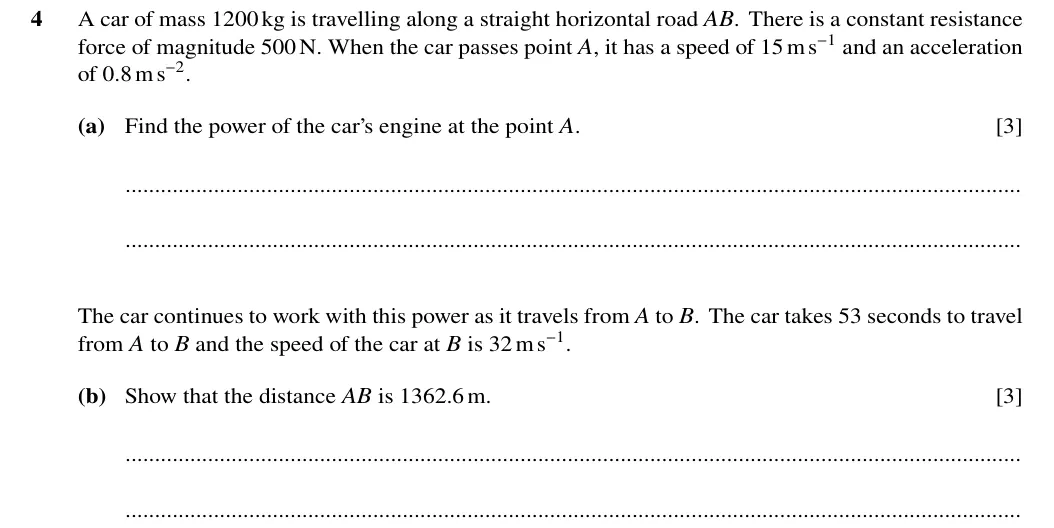 4 A car of mass 1200 kg is travelling along a straight horizontal road AB. There is a constant resistance
force of magnitude 500 N. When the car passes point A, it has a speed of 15 m s⁻¹ and an acceleration
of 0.8 m s⁻².
(a) Find the power of the car’s engine at the point A. [3]
The car continues to work with this power as it travels from A to B. The car takes 53 seconds to travel
from A to B and the speed of the car at B is 32 m s⁻¹.
(b) Show that the distance AB is 1362.6 m. [3]